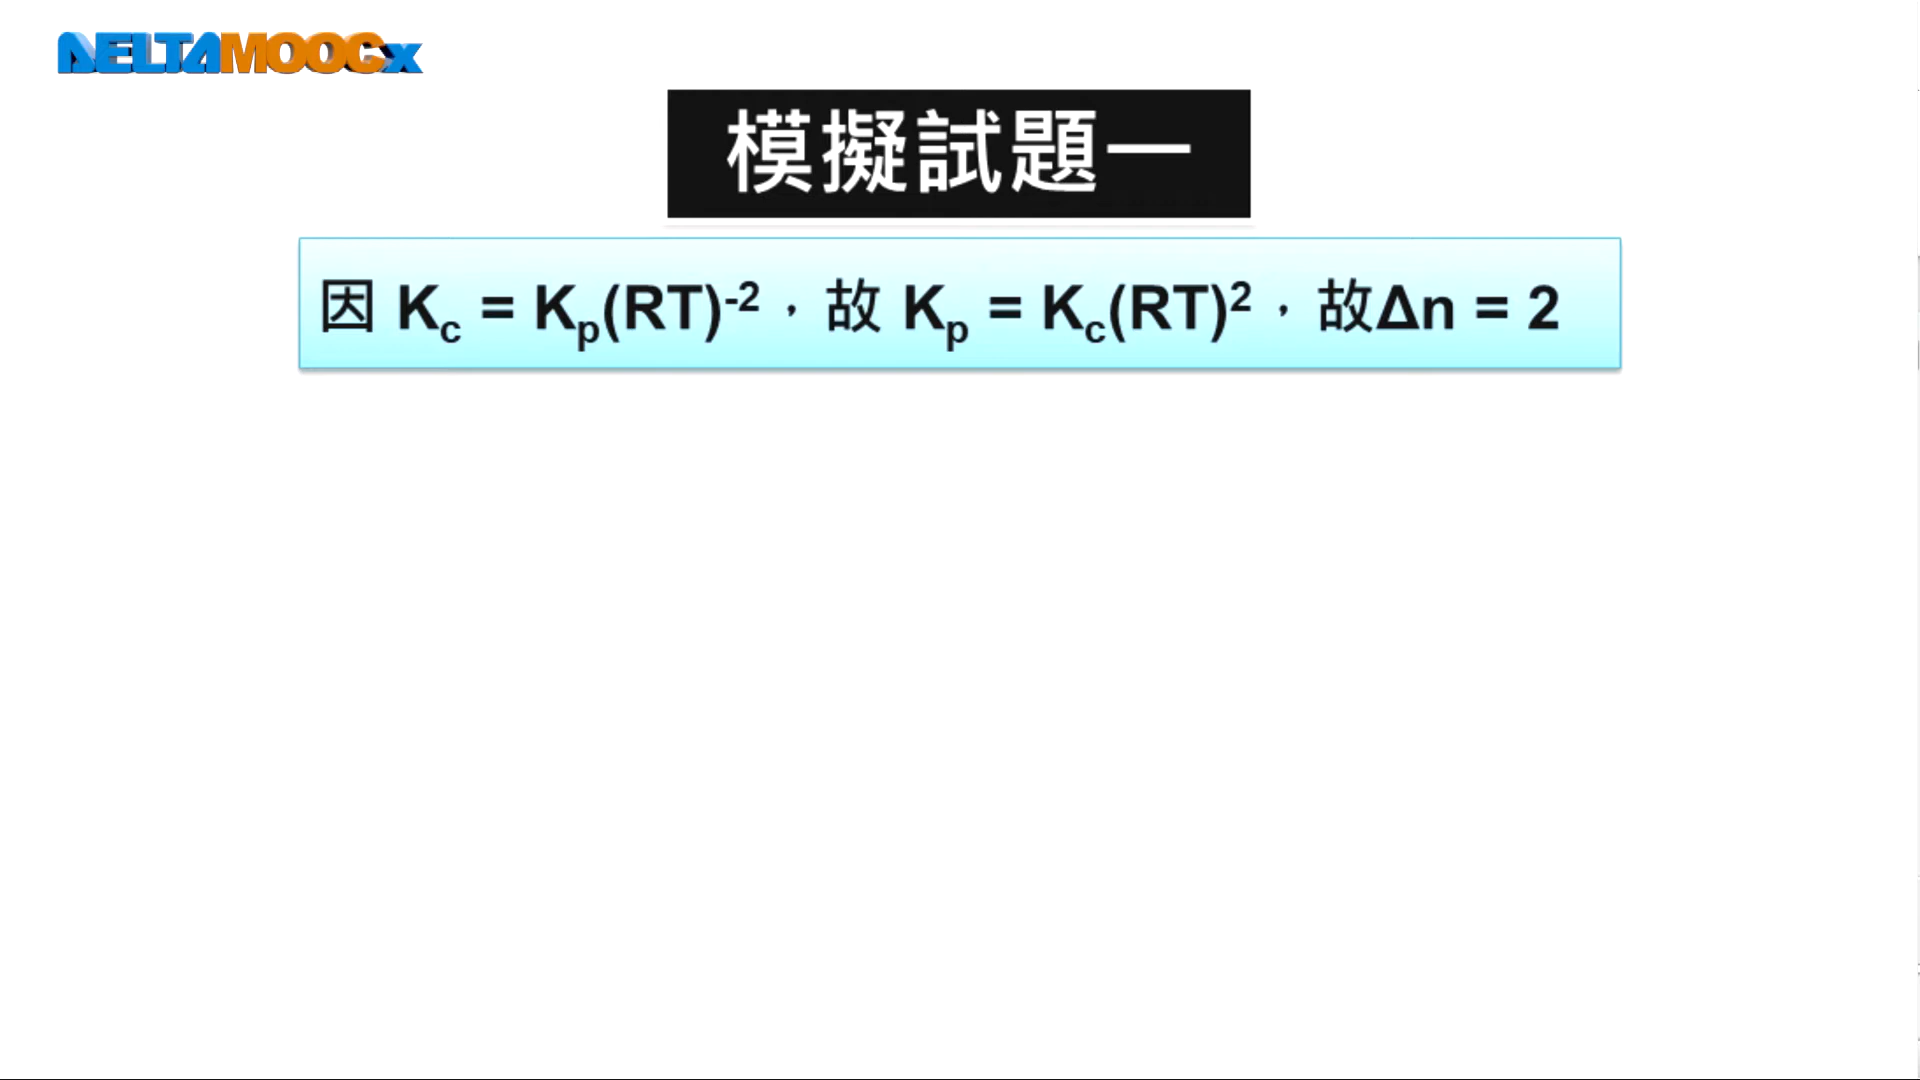 DELTAMOOCx
模擬試題一
因 Kc = Kp(RT)-2，故 Kp = Kc(RT)2，故Δn = 2